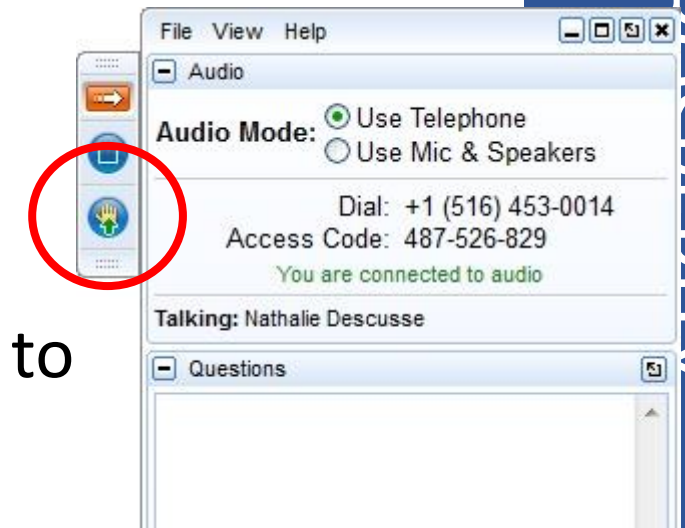 File View Help
Audio
Audio Mode: Use Telephone
Use Mic & Speakers
Dial: +1 (516) 453-0014
Access Code: 487-526-829
You are connected to audio
Talking: Nathalie Descusse
to
Questions